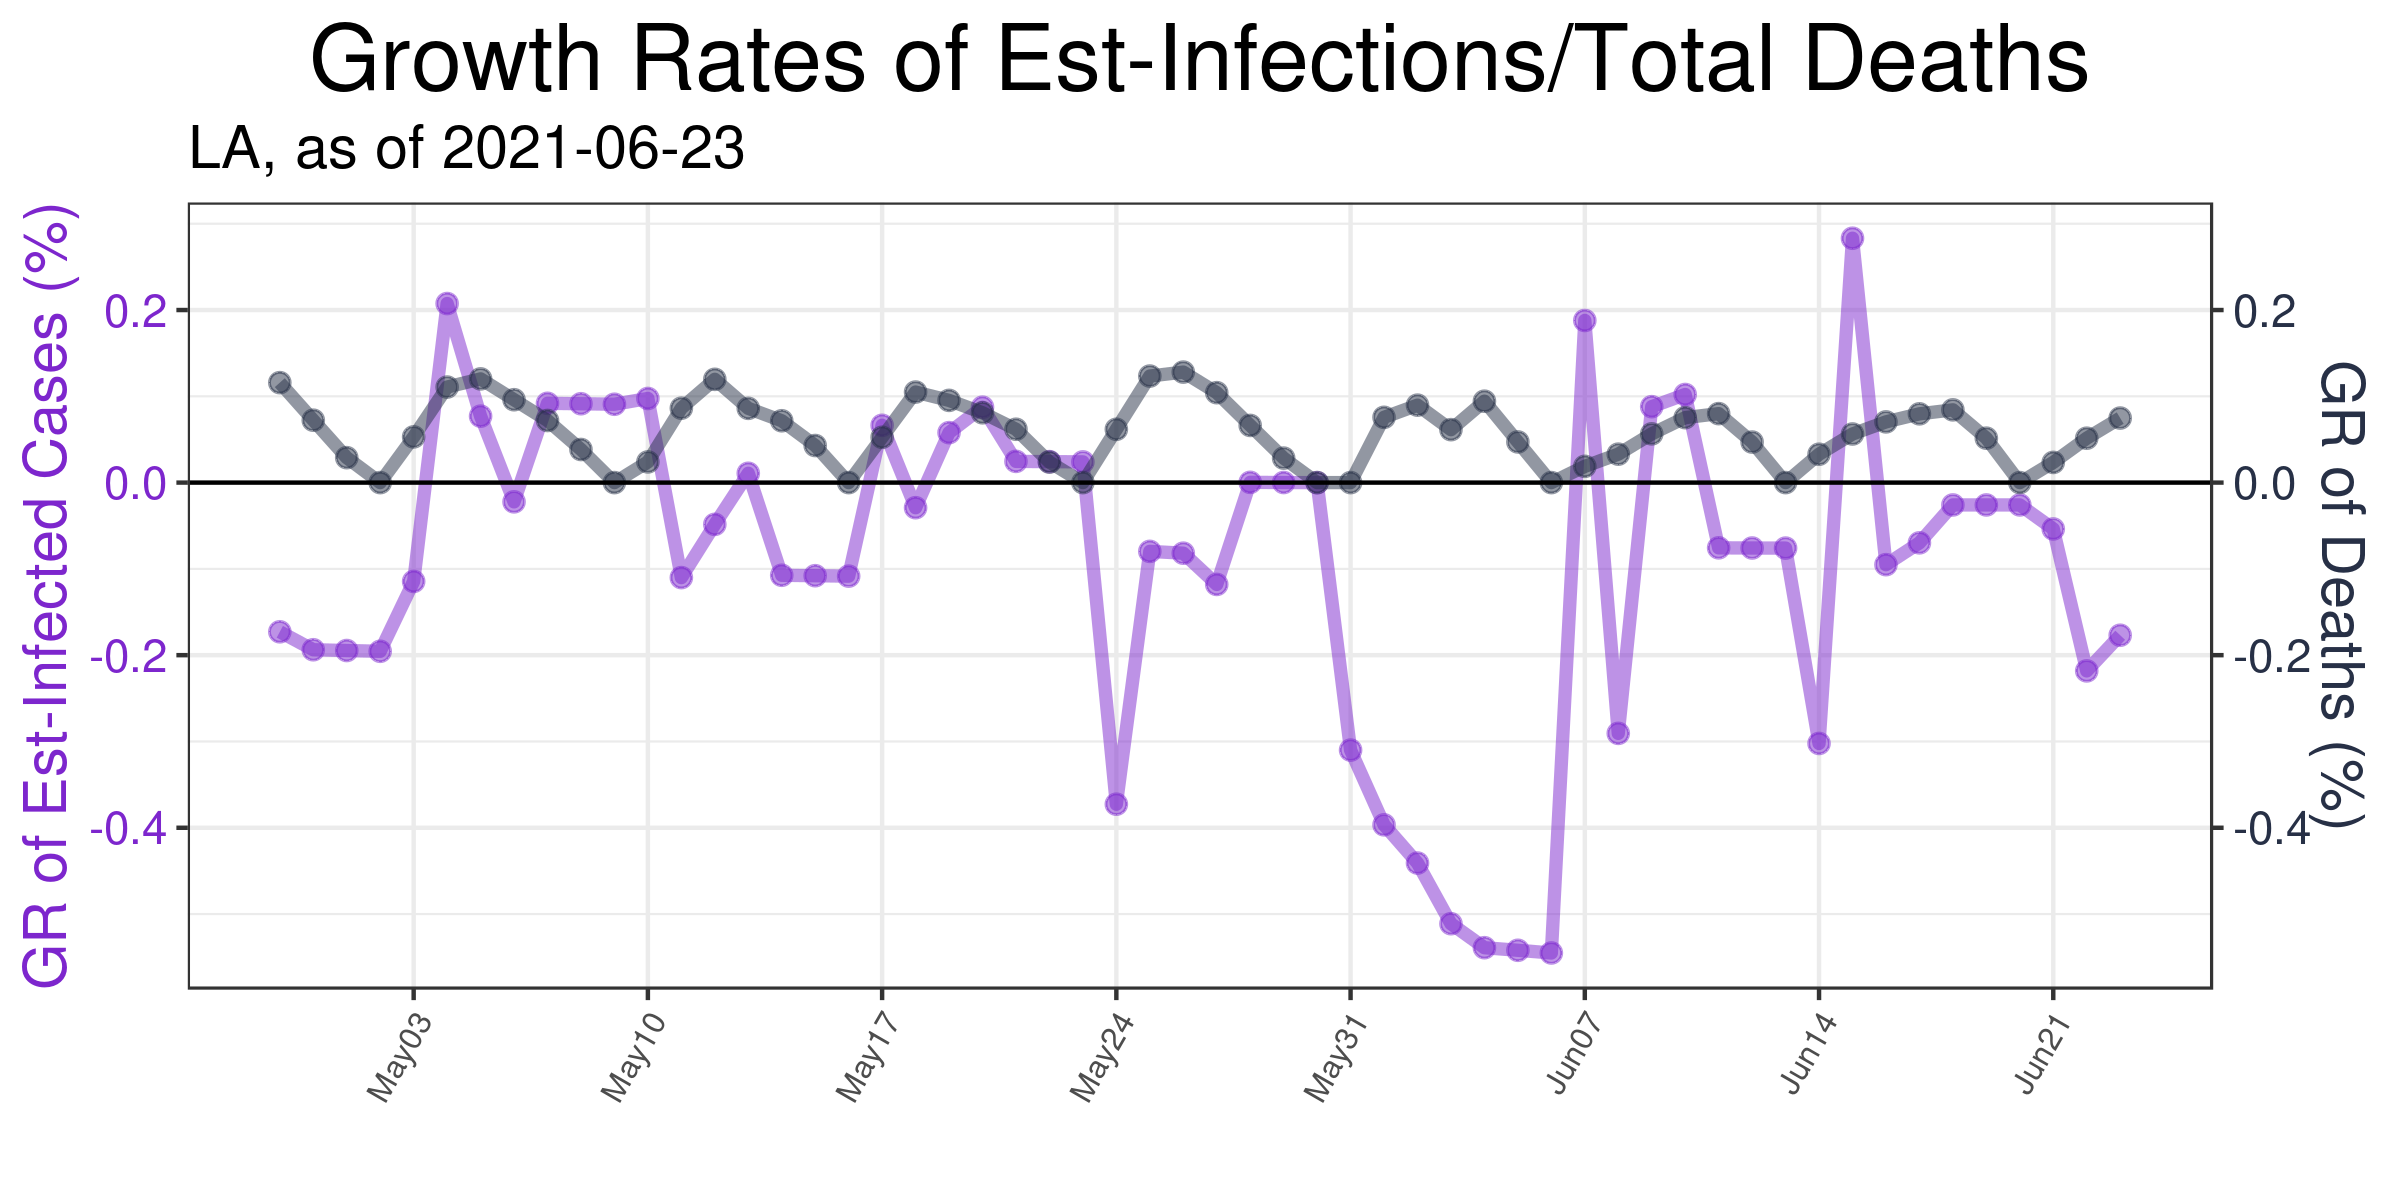 Growth Rates of Est-Infections/Total Deaths
LA, as of 2021-06-23
GR of Est-Infected Cases (%)
0.2
0.0
-0.2
-0.4
0.2
0.0
-0.2
-0.4
GR of Deaths (%)
May03
May10
May17
May24
May31
Jun07
Jun14
Jun21